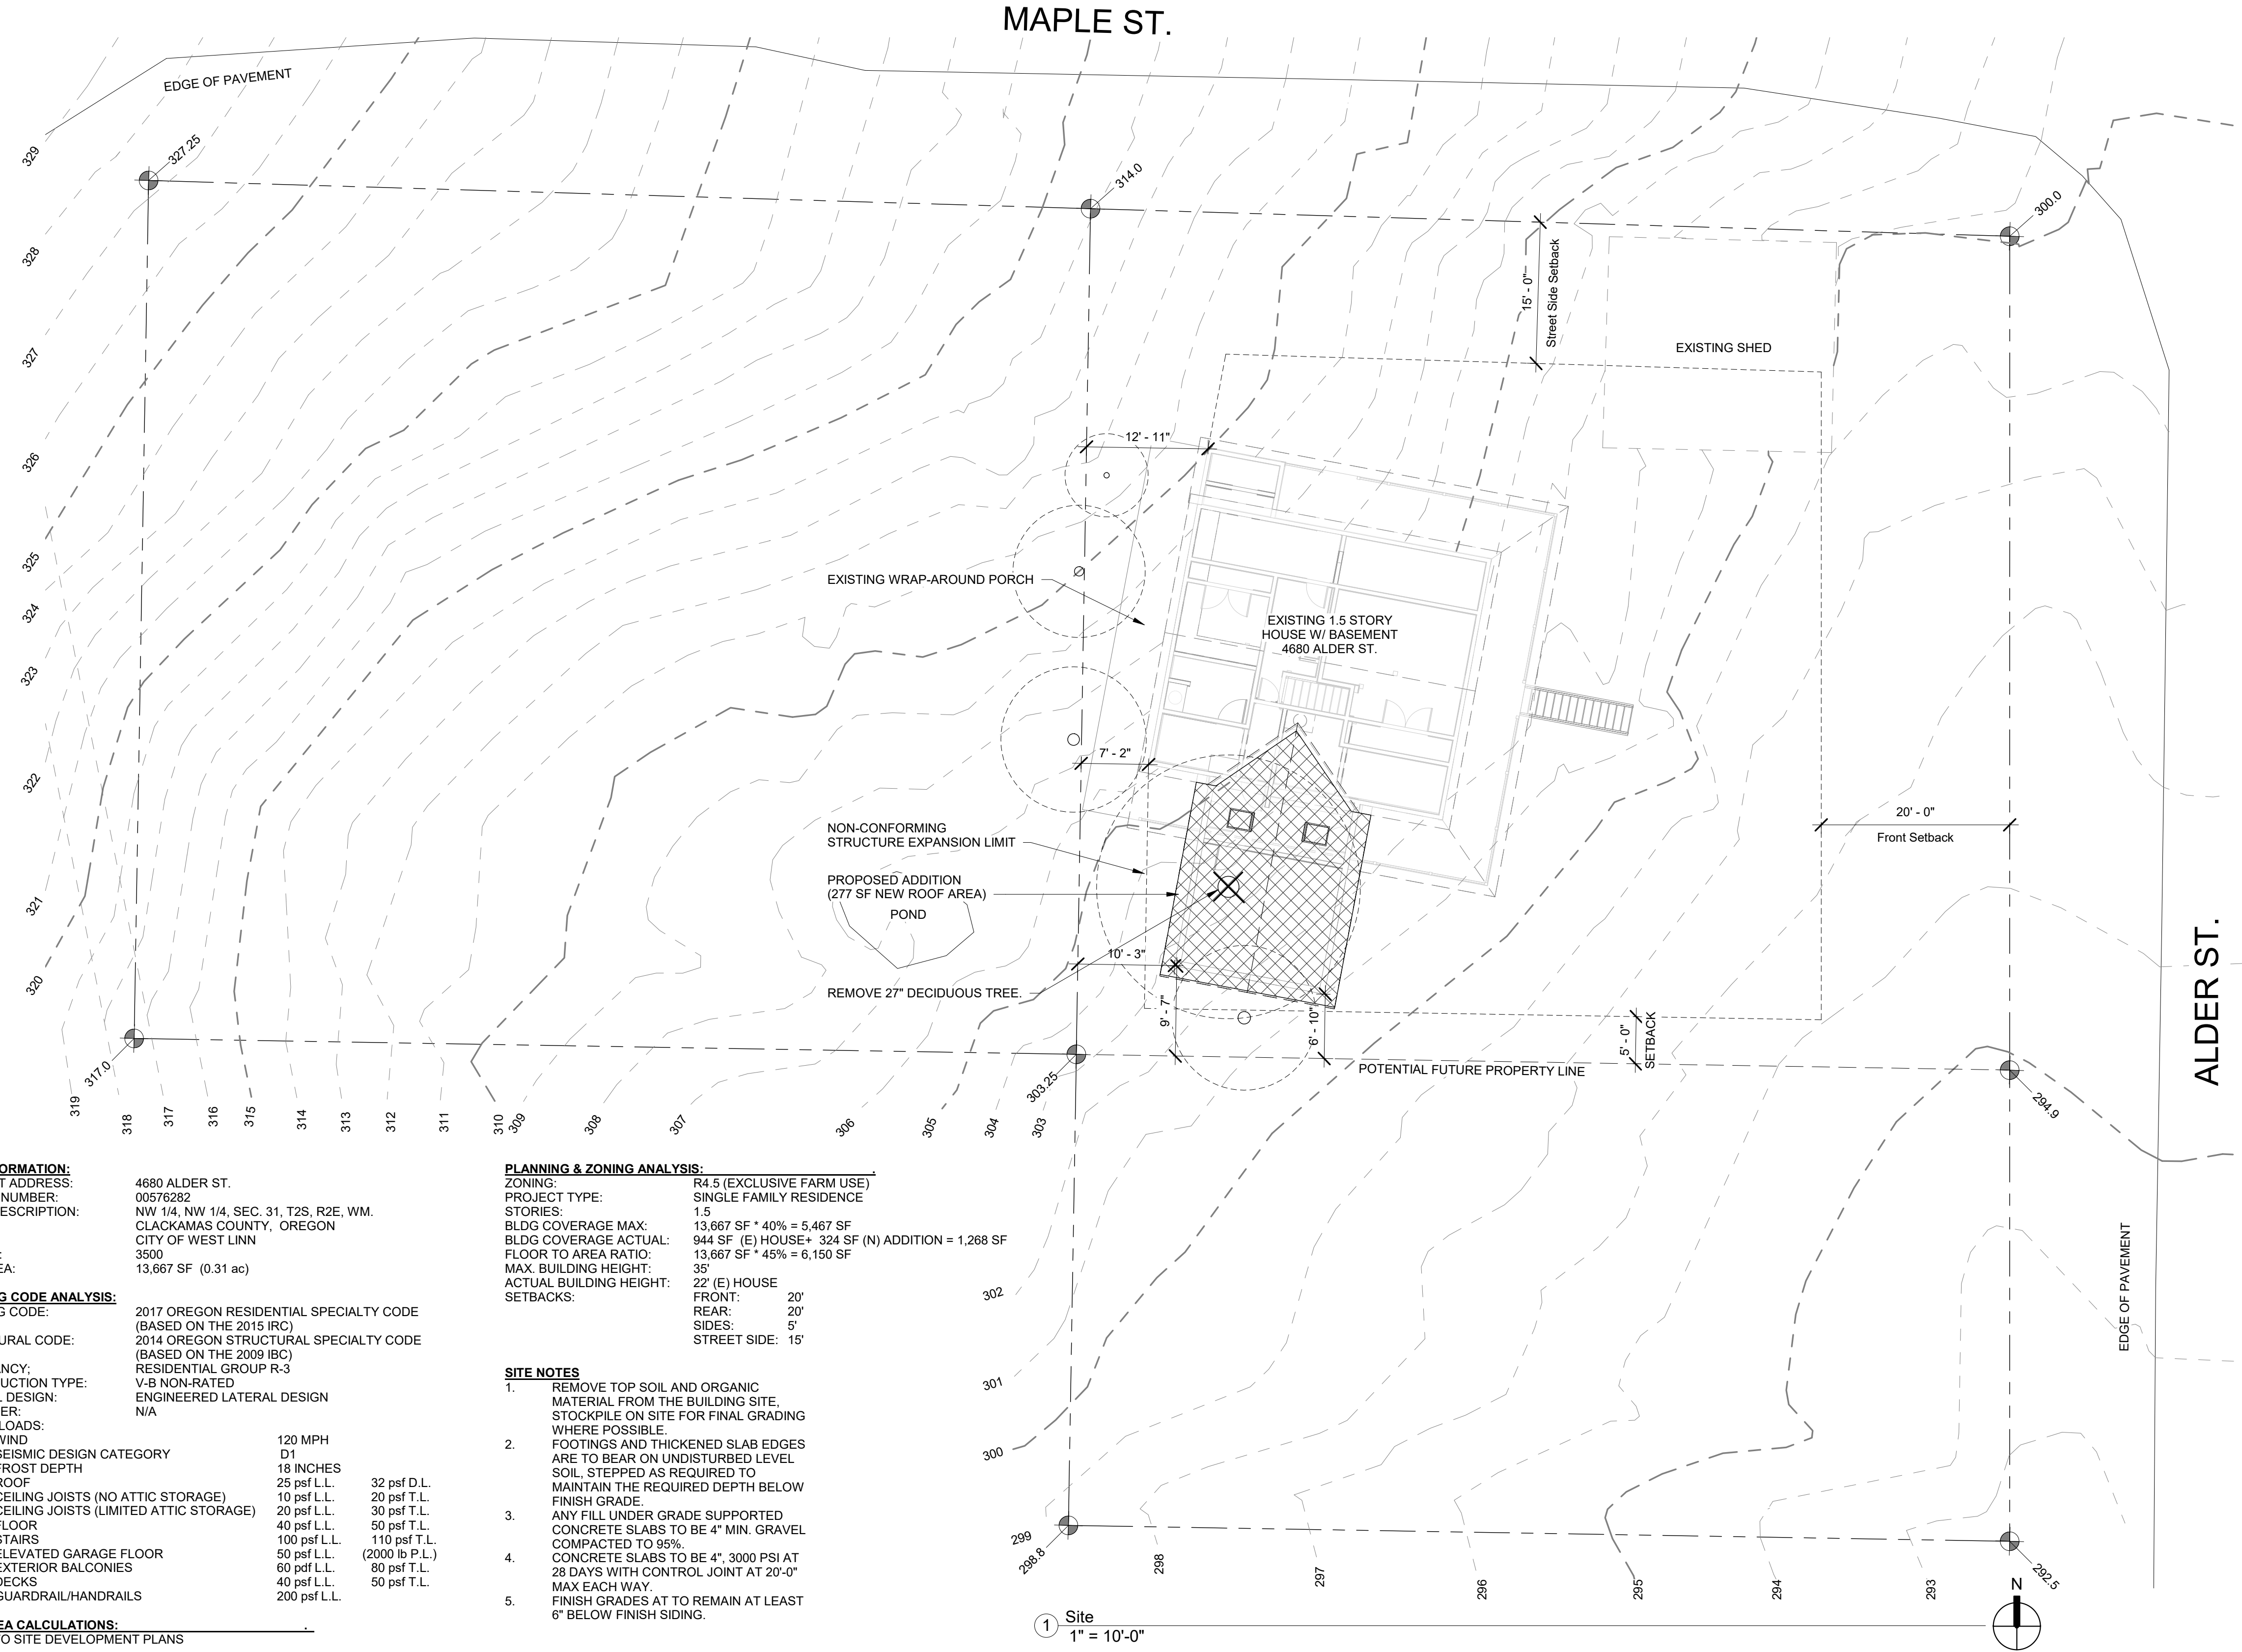 MAPLE ST.
EDGE OF PAVEMENT
329
327.25
314.0
300.0
328
15' - 0"
Street Side Setback
327
EXISTING SHED
326
12' - 11"
325
EXISTING WRAP-AROUND PORCH
324
EXISTING 1.5 STORY
HOUSE W/ BASEMENT
4680 ALDER ST.
323
322
7' - 2"
20' - 0"
Front Setback
NON-CONFORMING
STRUCTURE EXPANSION LIMIT
321
PROPOSED ADDITION
(277 SF NEW ROOF AREA)
POND
ALDER ST.
320
10' - 3"
REMOVE 27" DECIDUOUS TREE.
9' - 7"
6' - 10"
5' - 0"
SETBACK
POTENTIAL FUTURE PROPERTY LINE
317.0
303.25
294.9
319
318
317
316
315
314
313
312
311
310
309
308
307
306
305
304
303
ORMATION:
T ADDRESS: 4680 ALDER ST.
NUMBER: 00576282
ESCRIPTION: NW 1/4, NW 1/4, SEC. 31, T2S, R2E, WM.
CLACKAMAS COUNTY, OREGON
CITY OF WEST LINN
: 3500
EA: 13,667 SF (0.31 ac)
G CODE ANALYSIS:
G CODE: 2017 OREGON RESIDENTIAL SPECIALTY CODE
(BASED ON THE 2015 IRC)
URAL CODE: 2014 OREGON STRUCTURAL SPECIALTY CODE
(BASED ON THE 2009 IBC)
ANCY; RESIDENTIAL GROUP R-3
UCTION TYPE: V-B NON-RATED
L DESIGN: ENGINEERED LATERAL DESIGN
ER: N/A
LOADS:
WIND 120 MPH
SEISMIC DESIGN CATEGORY D1
FROST DEPTH 18 INCHES
ROOF 25 psf L.L. 32 psf D.L.
CEILING JOISTS (NO ATTIC STORAGE) 10 psf L.L. 20 psf T.L.
CEILING JOISTS (LIMITED ATTIC STORAGE) 20 psf L.L. 30 psf T.L.
FLOOR 40 psf L.L. 50 psf T.L.
STAIRS 100 psf L.L. 110 psf T.L.
ELEVATED GARAGE FLOOR 50 psf L.L. (2000 lb P.L.)
EXTERIOR BALCONIES 60 pdf L.L. 80 psf T.L.
DECKS 40 psf L.L. 50 psf T.L.
GUARDRAIL/HANDRAILS 200 psf L.L.
EA CALCULATIONS: .
TO SITE DEVELOPMENT PLANS
PLANNING & ZONING ANALYSIS: .
ZONING: R4.5 (EXCLUSIVE FARM USE)
PROJECT TYPE: SINGLE FAMILY RESIDENCE
STORIES: 1.5
BLDG COVERAGE MAX: 13,667 SF * 40% = 5,467 SF
BLDG COVERAGE ACTUAL: 944 SF (E) HOUSE+ 324 SF (N) ADDITION = 1,268 SF
FLOOR TO AREA RATIO: 13,667 SF * 45% = 6,150 SF
MAX. BUILDING HEIGHT: 35'
ACTUAL BUILDING HEIGHT: 22' (E) HOUSE
SETBACKS: FRONT: 20'
REAR: 20'
SIDES: 5'
STREET SIDE: 15'
SITE NOTES
1. REMOVE TOP SOIL AND ORGANIC
MATERIAL FROM THE BUILDING SITE,
STOCKPILE ON SITE FOR FINAL GRADING
WHERE POSSIBLE.
2. FOOTINGS AND THICKENED SLAB EDGES
ARE TO BEAR ON UNDISTURBED LEVEL
SOIL, STEPPED AS REQUIRED TO
MAINTAIN THE REQUIRED DEPTH BELOW
FINISH GRADE.
3. ANY FILL UNDER GRADE SUPPORTED
CONCRETE SLABS TO BE 4" MIN. GRAVEL
COMPACTED TO 95%.
4. CONCRETE SLABS TO BE 4", 3000 PSI AT
28 DAYS WITH CONTROL JOINT AT 20'-0"
MAX EACH WAY.
5. FINISH GRADES AT TO REMAIN AT LEAST
6" BELOW FINISH SIDING.
302
301
300
299
298.8
298
297
296
295
294
293
292.5
EDGE OF PAVEMENT
N
1 Site
1" = 10'-0"